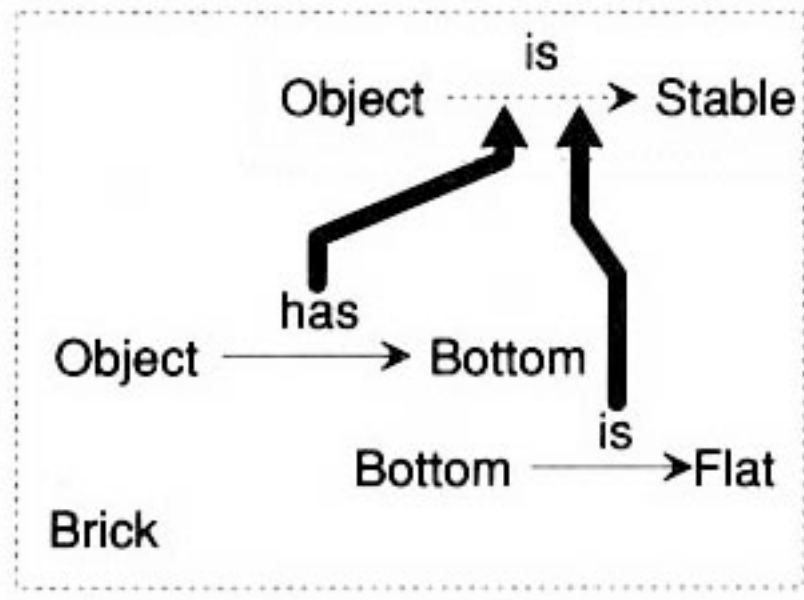 is
Object Stable
has
Object Bottom
is
Bottom Flat
Brick